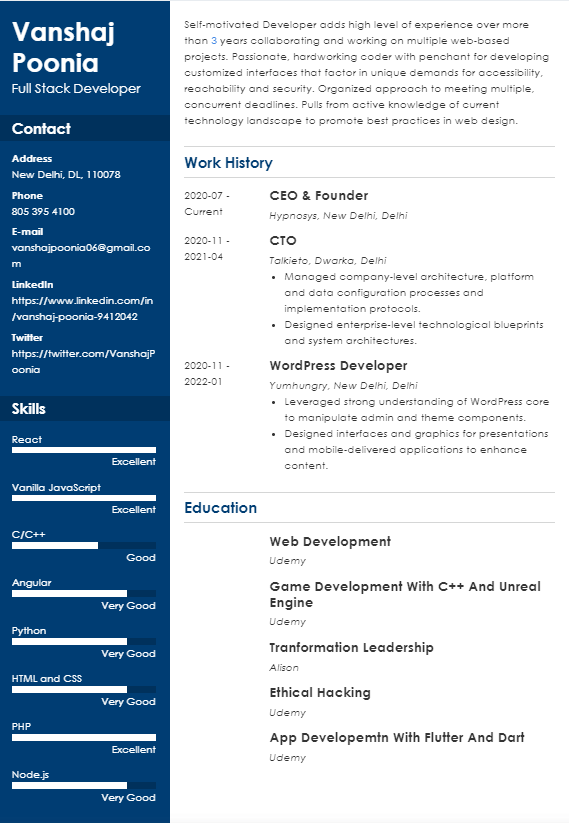 Vanshaj
Poonia
Full Stack Developer
Contact
Address
New Delhi, DL, 110078
Phone
805 395 4100
E-mail
vanshajpoonia06@gmail.co
m
LinkedIn
https://www.linkedin.com/in
/vanshaj-poonia-9412042
Twitter
https://twitter.com/VanshajP
oonia
Skills
React
Excellent
Vanilla JavaScript
Excellent
C/C++
Good
Angular
Very Good
Python
Very Good
HTML and CSS
Very Good
PHP
Excellent
Node.js
Very Good
Self-motivated Developer adds high level of experience over more
than 3 years collaborating and working on multiple web-based
projects. Passionate, hardworking coder with penchant for developing
customized interfaces that factor in unique demands for accessibility,
reachability and security. Organized approach to meeting multiple,
concurrent deadlines. Pulls from active knowledge of current
technology landscape to promote best practices in web design.
Work History
2020-07 -
Current
CEO & Founder
Hypnosys, New Delhi, Delhi
2020-11 -
2021-04
CTO
Talkieto, Dwarka, Delhi
• Managed company-level architecture, platform
and data configuration processes and
implementation protocols.
• Designed enterprise-level technological blueprints
and system architectures.
2020-11 -
2022-01
WordPress Developer
Yumhungry, New Delhi, Delhi
• Leveraged strong understanding of WordPress core
to manipulate admin and theme components.
• Designed interfaces and graphics for presentations
and mobile-delivered applications to enhance
content.
Education
Web Development
Udemy
Game Development With C++ And Unreal
Engine
Udemy
Tranformation Leadership
Alison
Ethical Hacking
Udemy
App Developemtn With Flutter And Dart
Udemy